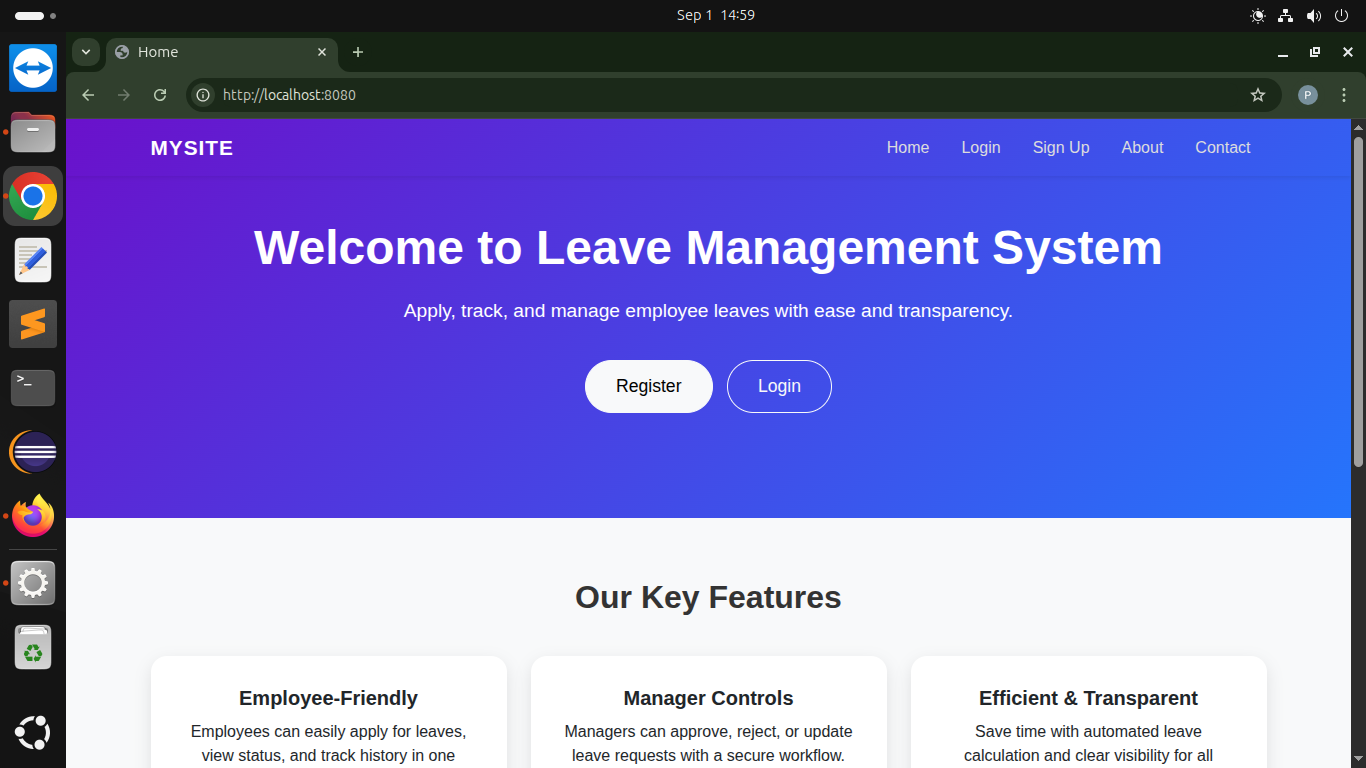 Sep 1 14:59
Home
http://localhost:8080
P
MYSITE
Home Login Sign Up About Contact
Welcome to Leave Management System
Apply, track, and manage employee leaves with ease and transparency.
Register Login
Our Key Features
Employee-Friendly
Employees can easily apply for leaves,
view status, and track history in one
Manager Controls
Managers can approve, reject, or update
leave requests with a secure workflow.
Efficient & Transparent
Save time with automated leave
calculation and clear visibility for all